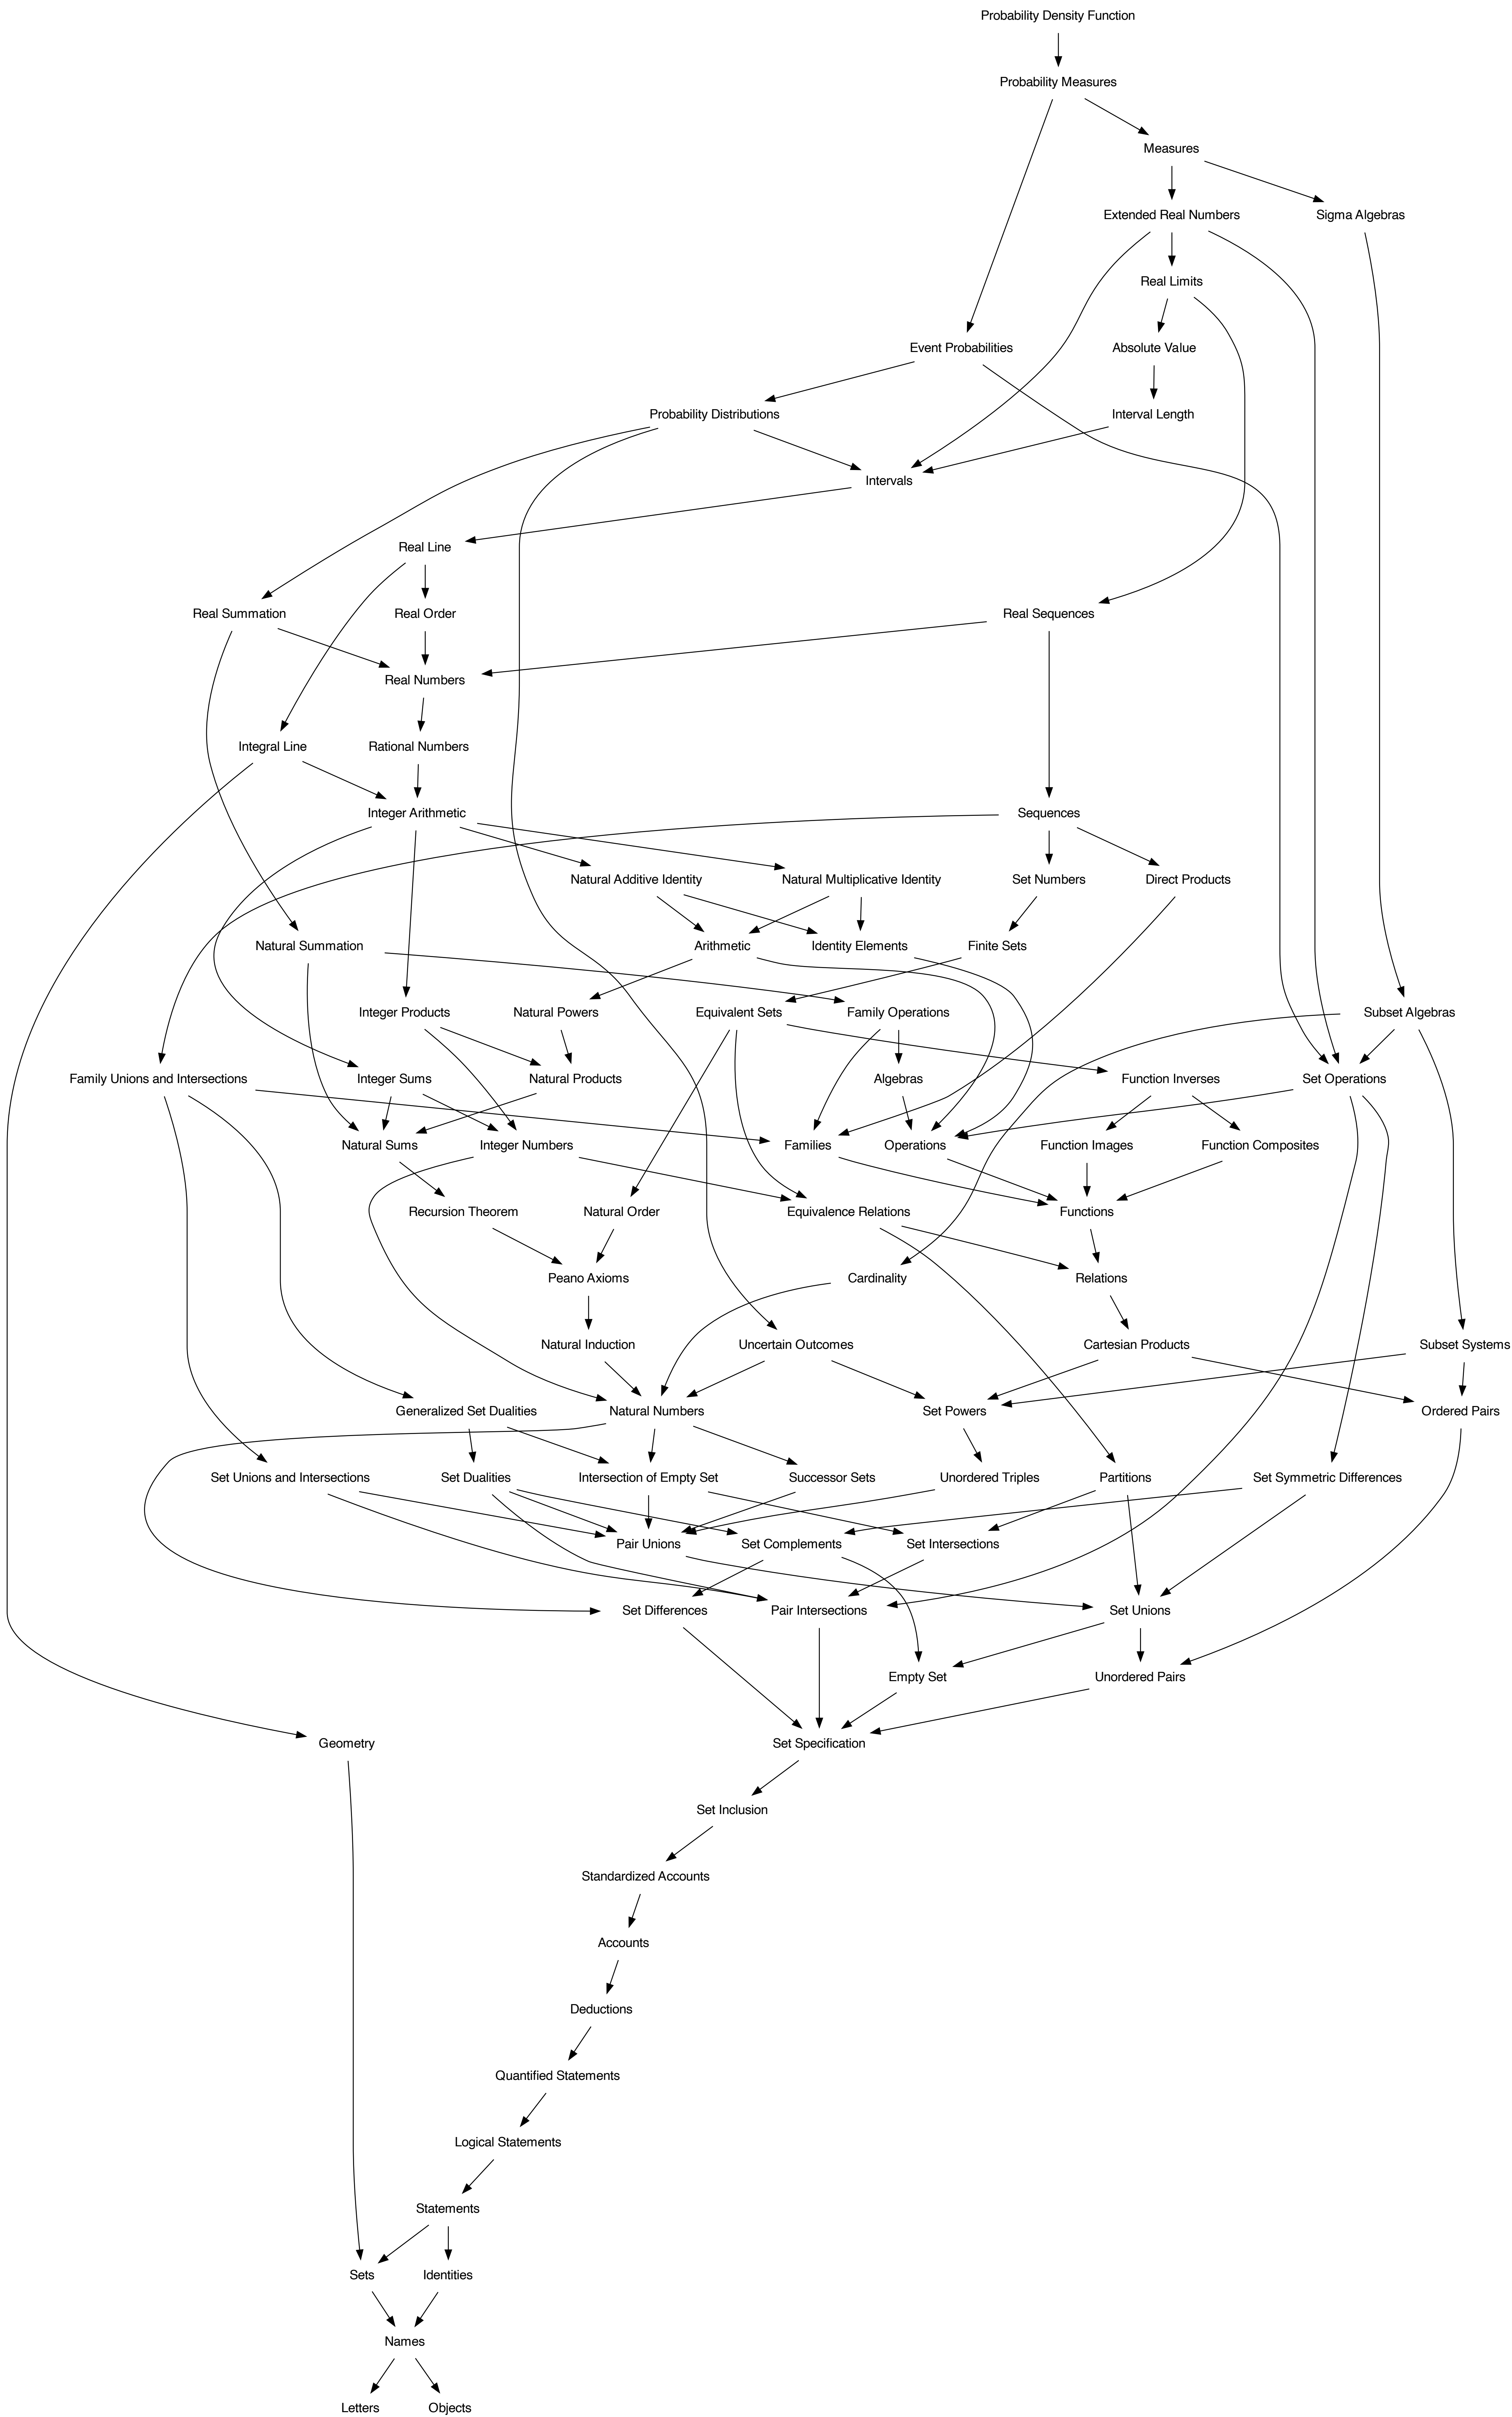 Probability Density Function
Probability Measures
Measures
Extended Real Numbers
Sigma Algebras
Real Limits
Event Probabilities
Absolute Value
Probability Distributions
Interval Length
Intervals
Real Line
Real Summation
Real Order
Real Sequences
Real Numbers
Integral Line
Rational Numbers
Integer Arithmetic
Sequences
Natural Additive Identity
Natural Multiplicative Identity
Set Numbers
Direct Products
Natural Summation
Arithmetic
Identity Elements
Finite Sets
Integer Products
Natural Powers
Equivalent Sets
Family Operations
Subset Algebras
Family Unions and Intersections
Integer Sums
Natural Products
Algebras
Function Inverses
Set Operations
Natural Sums
Integer Numbers
Families
Operations
Function Images
Function Composites
Recursion Theorem
Natural Order
Equivalence Relations
Functions
Peano Axioms
Cardinality
Relations
Natural Induction
Uncertain Outcomes
Cartesian Products
Subset Systems
Generalized Set Dualities
Natural Numbers
Set Powers
Ordered Pairs
Set Unions and Intersections
Set Dualities
Intersection of Empty Set
Successor Sets
Unordered Triples
Partitions
Set Symmetric Differences
Pair Unions
Set Complements
Set Intersections
Set Differences
Pair Intersections
Set Unions
Empty Set
Unordered Pairs
Geometry
Set Specification
Set Inclusion
Standardized Accounts
Accounts
Deductions
Quantified Statements
Logical Statements
Statements
Sets
Identities
Names
Letters
Objects